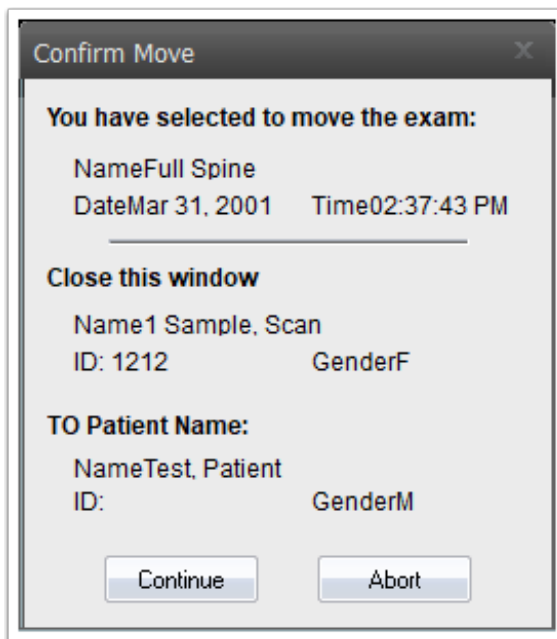 Confirm Move
You have selected to move the exam:
NameFull Spine
DateMar 31, 2001 Time02:37:43 PM
Close this window
Name1 Sample, Scan
ID: 1212 GenderF
TO Patient Name:
NameTest, Patient
ID: GenderM
Continue Abort